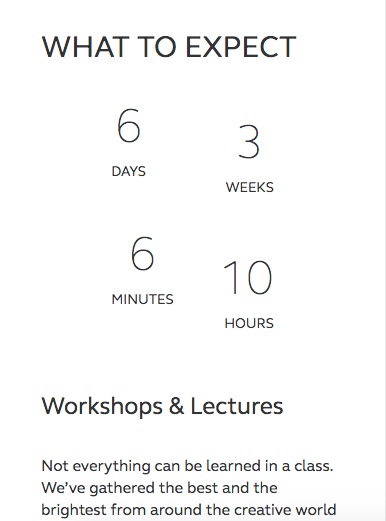 WHAT TO EXPECT
6
DAYS
3
WEEKS
6
MINUTES
10
HOURS
Workshops & Lectures
Not everything can be learned in a class.
We've gathered the best and the
brightest from around the creative world